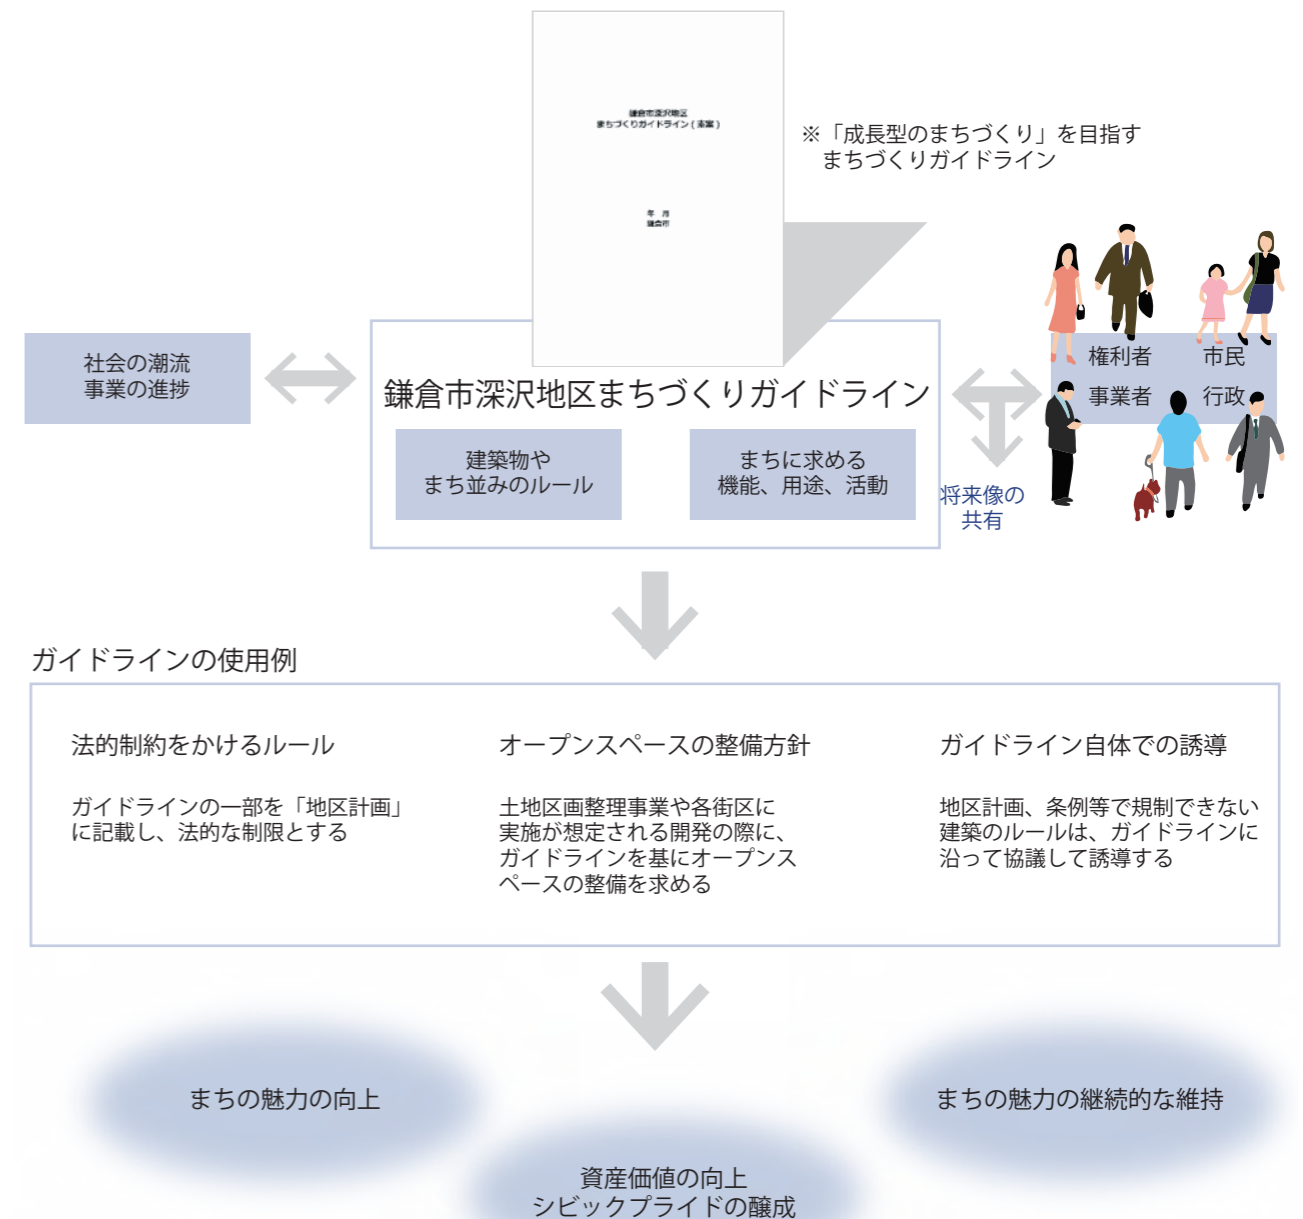 鎌倉市深沢地区
まちづくりガイドライン ( 素案 )
年 月
鎌倉市
※「成長型のまちづくり」を目指す
まちづくりガイドライン
社会の潮流
事業の進捗
鎌倉市深沢地区まちづくりガイドライン
建築物や
まち並みのルール
まちに求める
機能、用途、活動
権利者 市民
事業者 行政
将来像の
共有
ガイドラインの使用例
法的制約をかけるルール
ガイドラインの一部を「地区計画」
に記載し、法的な制限とする
オープンスペースの整備方針
土地区画整理事業や各街区に
実施が想定される開発の際に、
ガイドラインを基にオープンス
ペースの整備を求める
ガイドライン自体での誘導
地区計画、条例等で規制できない
建築のルールは、ガイドラインに
沿って協議して誘導する
まちの魅力の向上
資産価値の向上
シビックプライドの醸成
まちの魅力の継続的な維持